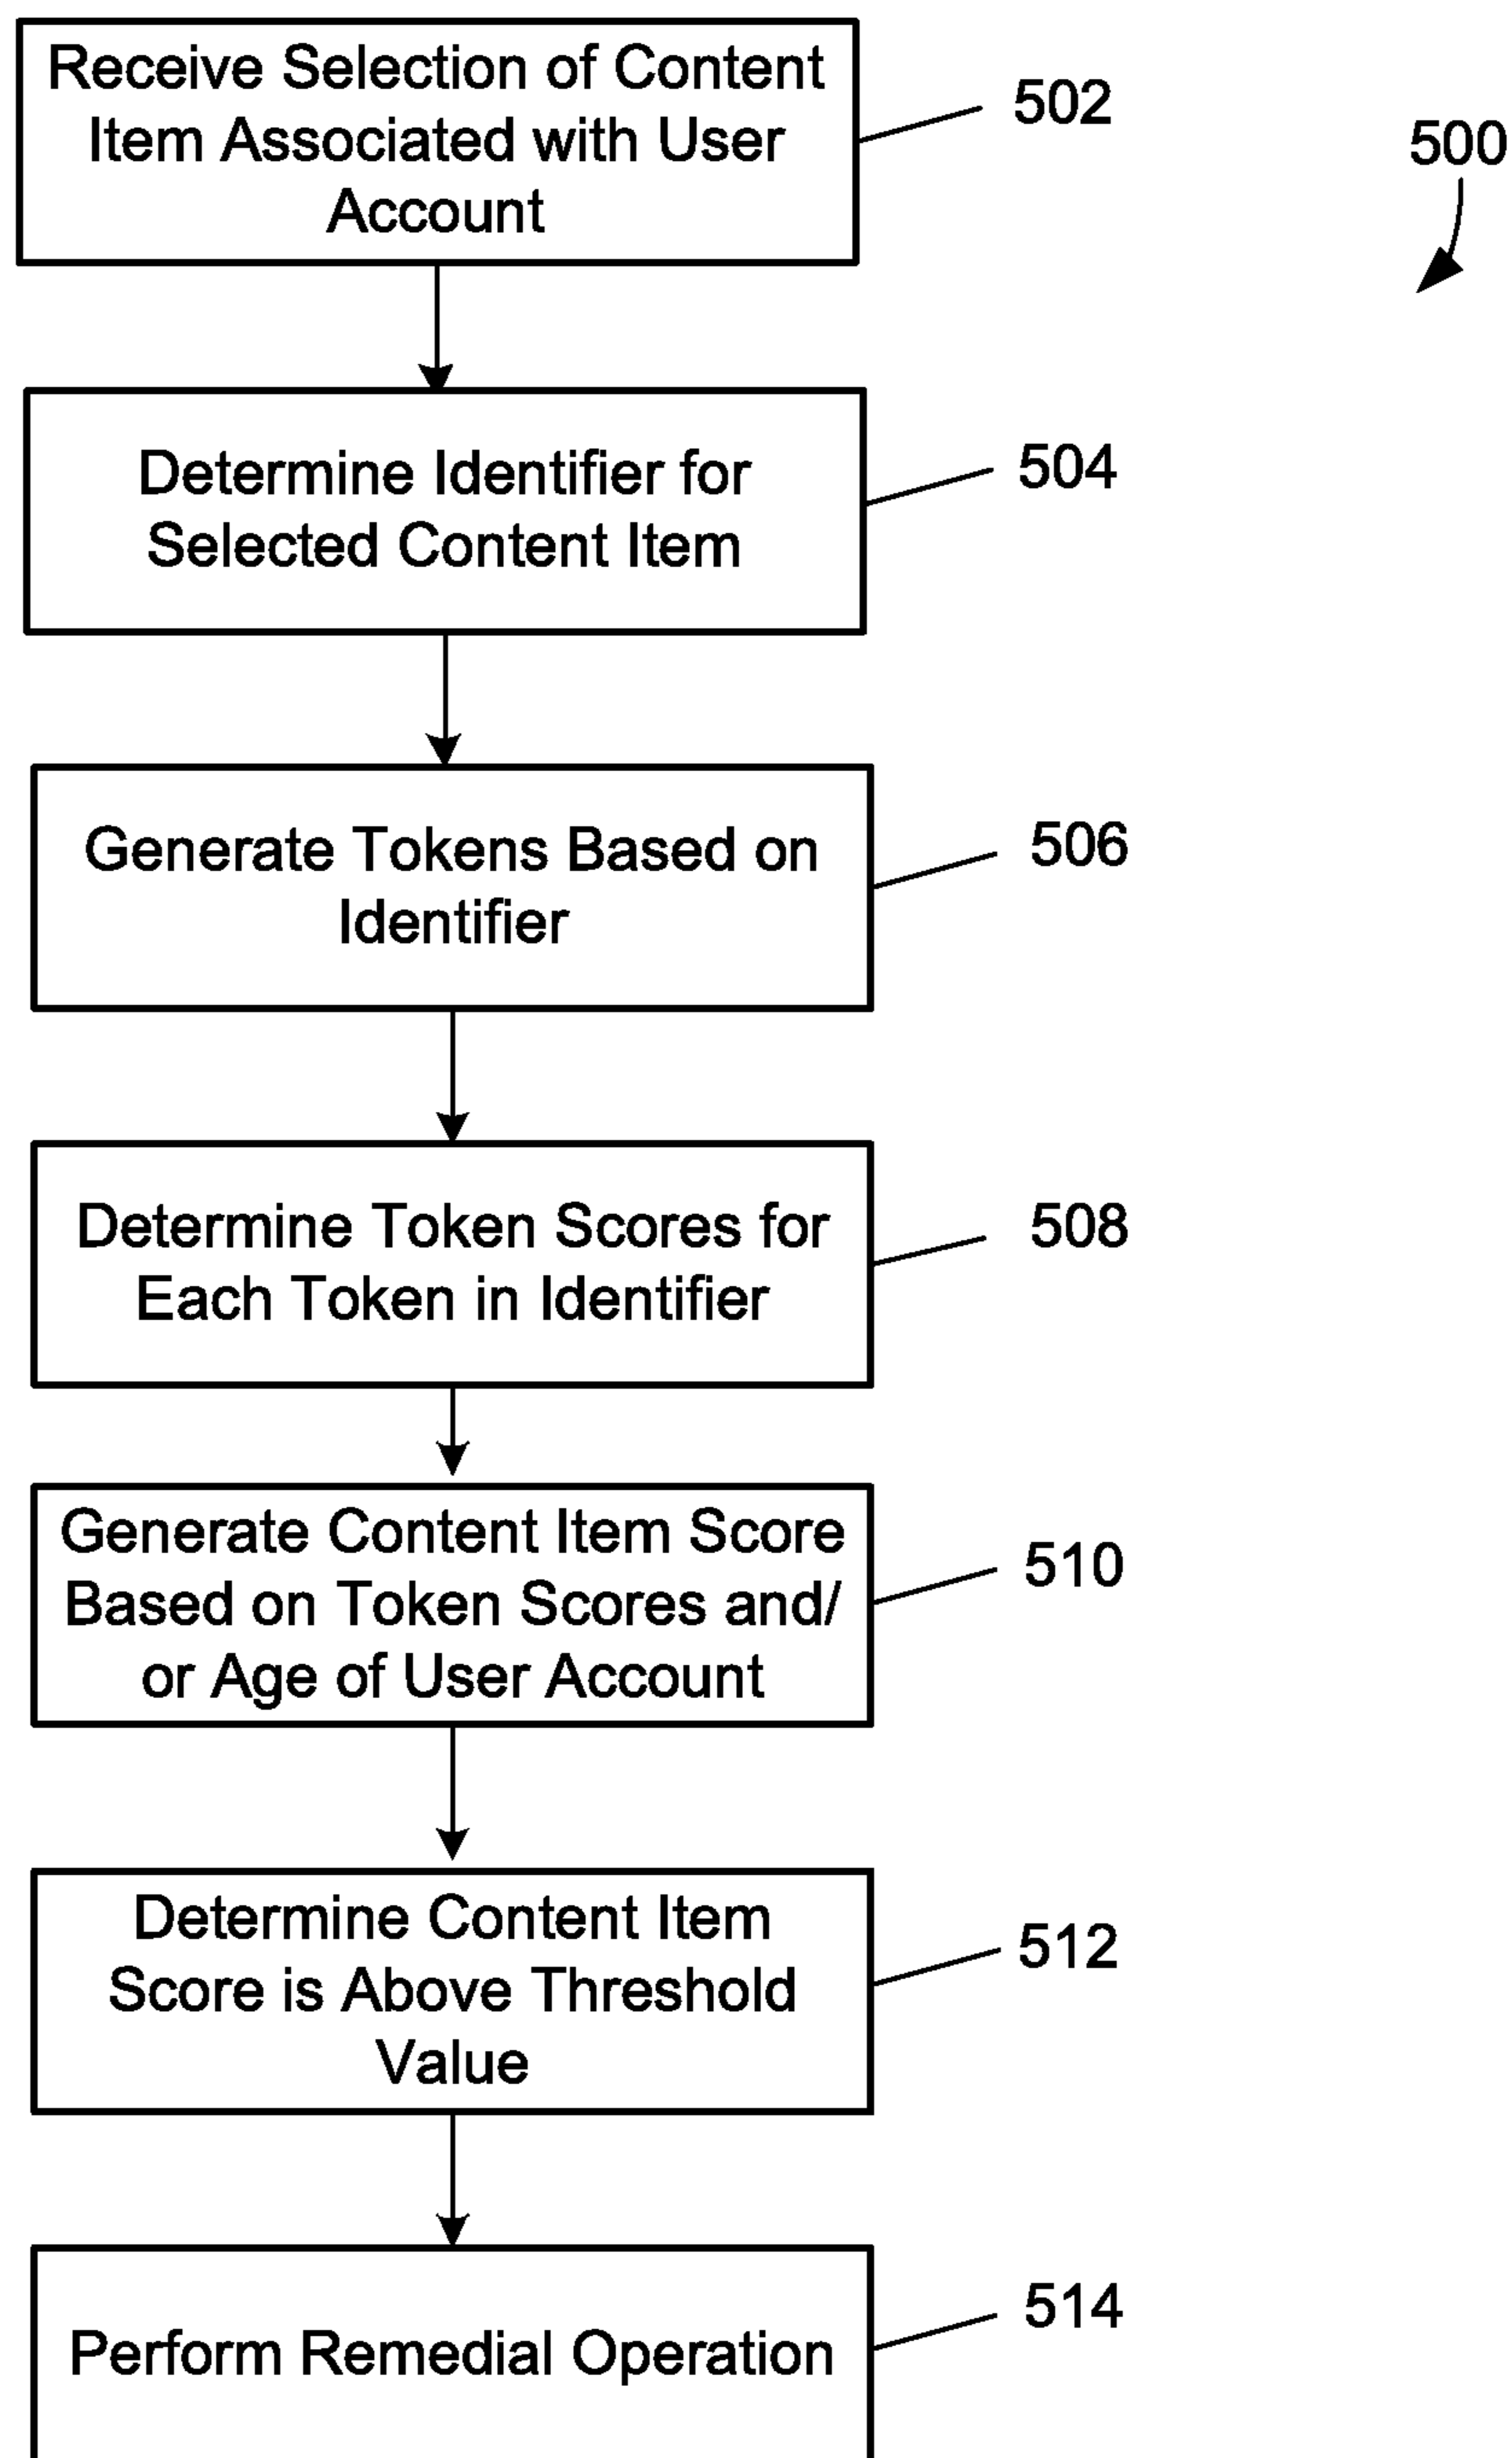 Receive Selection of Content
Item Associated with User
Account
502
500
Determine Identifier for
Selected Content Item
504
Generate Tokens Based on
Identifier
506
Determine Token Scores for
Each Token in Identifier
508
Generate Content Item Score
Based on Token Scores and/
or Age of User Account
510
Determine Content Item
Score is Above Threshold
Value
512
Perform Remedial Operation
514